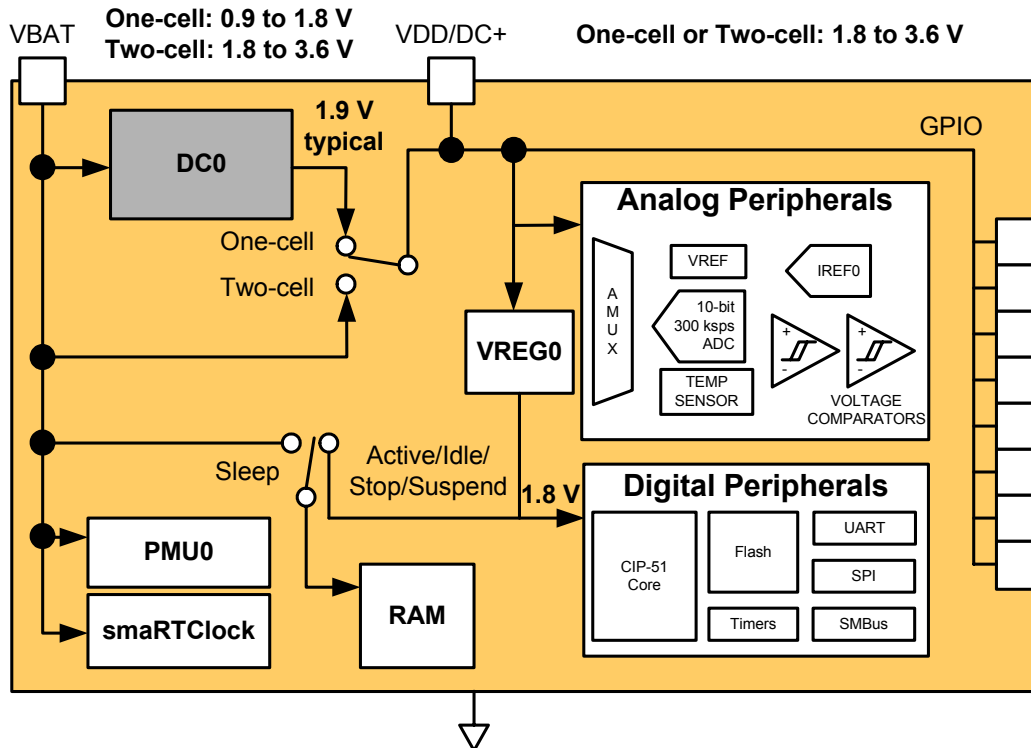 One-cell: 0.9 to 1.8 V
VBAT
Two-cell: 1.8 to 3.6 V
VDD/DC+
One-cell or Two-cell: 1.8 to 3.6 V
1.9 V
typical
GPIO
DC0
One-cell
Two-cell
Analog Peripherals
A
M
U
X
VREF
IREF0
10-bit
300 ksps
ADC
+
-
+
-
TEMP
SENSOR
VOLTAGE
COMPARATORS
VREG0
Sleep
Active/Idle/
Stop/Suspend
1.8 V
Digital Peripherals
CIP-51
Core
Flash
UART
SPI
Timers
SMBus
PMU0
smaRTClock
RAM